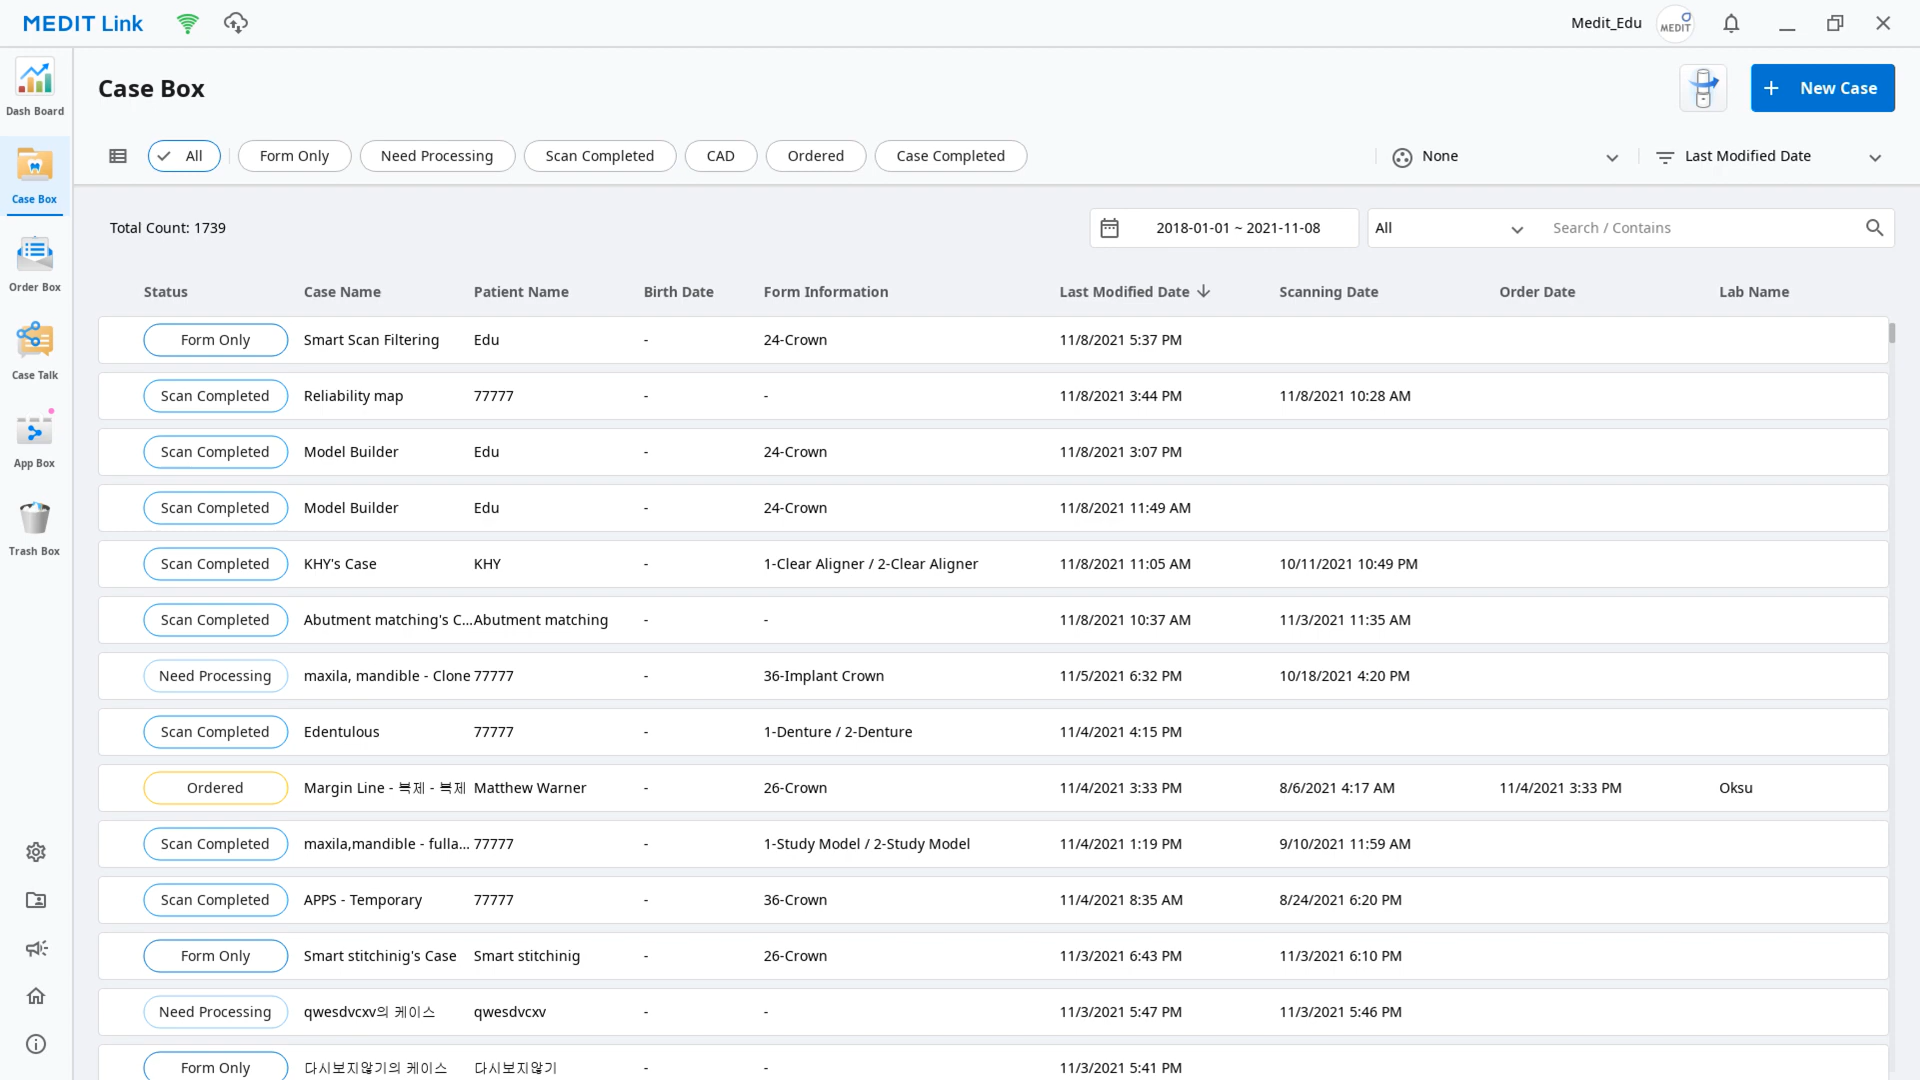 MEDIT Link
Medit_Edu
MEDIT
Dash Board
Case Box
Order Box
Case Talk
App Box
Trash Box
Case Box
+ New Case
All
Form Only
Need Processing
Scan Completed
CAD
Ordered
Case Completed
None
Last Modified Date
Total Count: 1739
2018-01-01 ~ 2021-11-08
All
Search / Contains
Status Case Name Patient Name Birth Date Form Information Last Modified Date Scanning Date Order Date Lab Name
Form Only Smart Scan Filtering Edu - 24-Crown 11/8/2021 5:37 PM
Scan Completed Reliability map 77777 - - 11/8/2021 3:44 PM 11/8/2021 10:28 AM
Scan Completed Model Builder Edu - 24-Crown 11/8/2021 3:07 PM
Scan Completed Model Builder Edu - 24-Crown 11/8/2021 11:49 AM
Scan Completed KHY's Case KHY - 1-Clear Aligner / 2-Clear Aligner 11/8/2021 11:05 AM 10/11/2021 10:49 PM
Scan Completed Abutment matching's C... Abutment matching - - 11/8/2021 10:37 AM 11/3/2021 11:35 AM
Need Processing maxila, mandible - Clone 77777 - 36-Implant Crown 11/5/2021 6:32 PM 10/18/2021 4:20 PM
Scan Completed Edentulous 77777 - 1-Denture / 2-Denture 11/4/2021 4:15 PM
Ordered Margin Line - 복제 - 복제 Matthew Warner - 26-Crown 11/4/2021 3:33 PM 8/6/2021 4:17 AM 11/4/2021 3:33 PM Oksu
Scan Completed maxila,mandible - fulla... 77777 - 1-Study Model / 2-Study Model 11/4/2021 1:19 PM 9/10/2021 11:59 AM
Scan Completed APPS - Temporary 77777 - 36-Crown 11/4/2021 8:35 AM 8/24/2021 6:20 PM
Form Only Smart stitchinig's Case Smart stitchinig - 26-Crown 11/3/2021 6:43 PM 11/3/2021 6:10 PM
Need Processing qwesdvcxv의 케이스 qwesdvcxv - - 11/3/2021 5:47 PM 11/3/2021 5:46 PM
Form Only 다시보지않기의 케이스 다시보지않기 - - 11/3/2021 5:41 PM